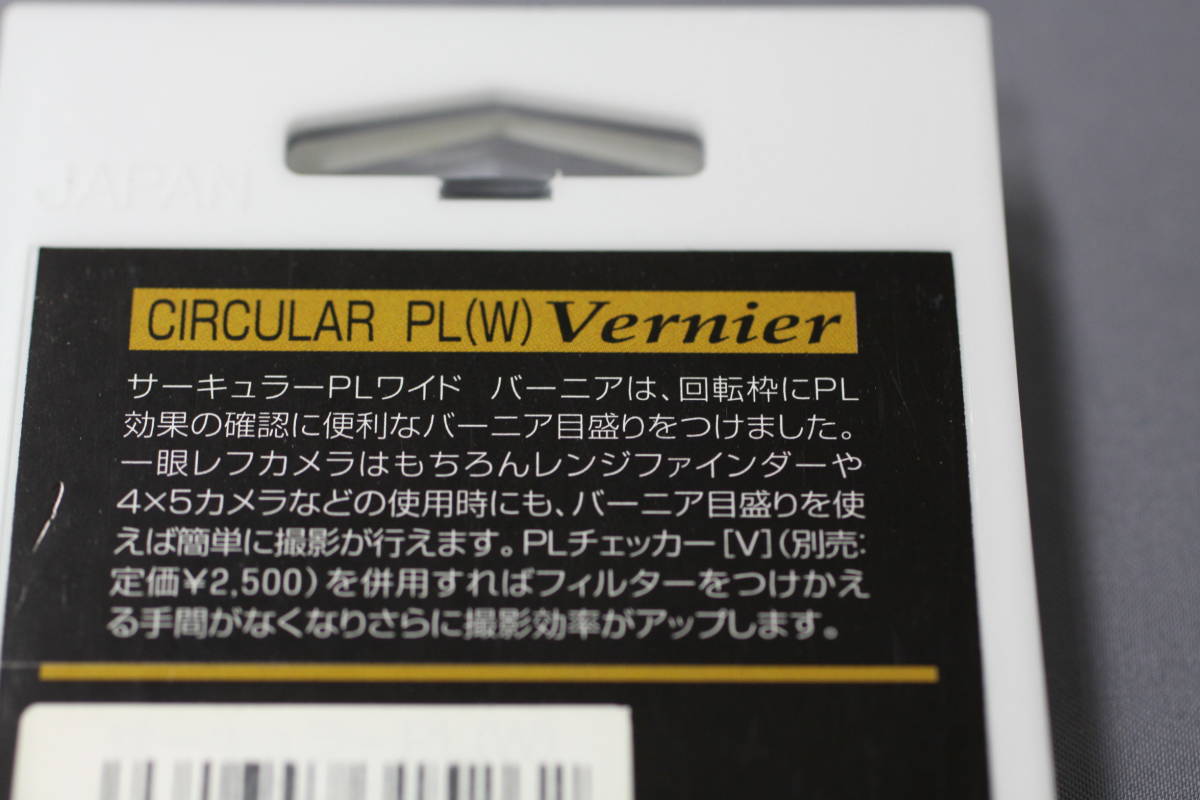 JAPAN
CIRCULAR PL(W) Vernier
サーキュラーPLワイド バーニアは、回転枠にPL
効果の確認に便利なバーニア目盛りをつけました。
一眼レフカメラはもちろんレンジファインダーや
4×5カメラなどの使用時にも、バーニア目盛りを使
えば簡単に撮影が行えます。PLチェッカー[V](別売:
定価¥2,500)を併用すればフィルターをつけかえ
る手間がなくなりさらに撮影効率がアップします。